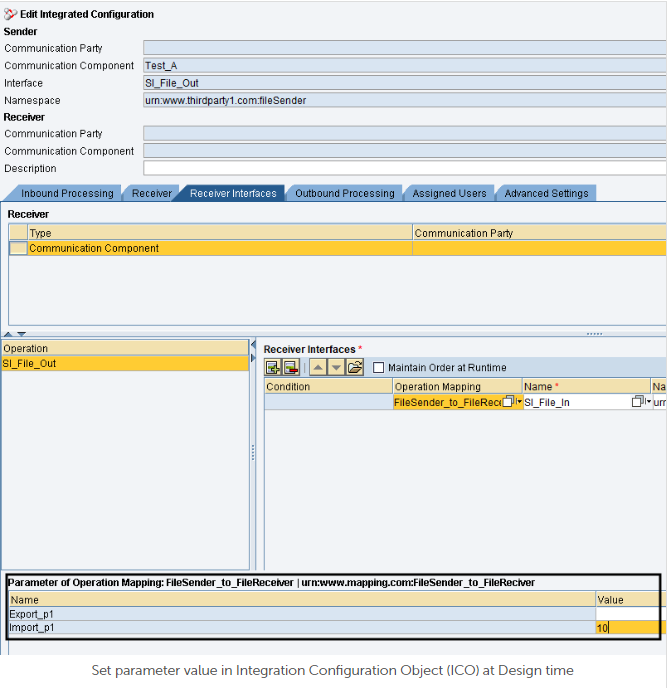 Edit Integrated Configuration
Sender
Communication Party
Communication Component Test_A
Interface SI_File_Out
Namespace urn:www.thirdparty1.com:fileSender
Receiver
Communication Party
Communication Component
Description
Inbound Processing Receiver Receiver Interfaces Outbound Processing Assigned Users Advanced Settings
Receiver
Type Communication Party
Communication Component
Operation
SI_File_Out
Receiver Interfaces *
Maintain Order at Runtime
Condition Operation Mapping Name * Na
FileSender_to_FileRece SI_File_In urn
Parameter of Operation Mapping: FileSender_to_FileReceiver | urn:www.mapping.com:FileSender_to_FileReciver
Name Value
Export_p1
Import_p1 10
Set parameter value in Integration Configuration Object (ICO) at Design time